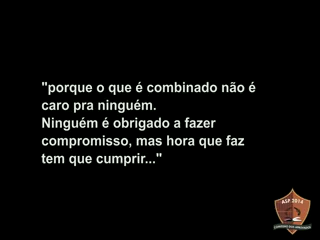 "porque o que é combinado não é
caro pra ninguém.
Ninguém é obrigado a fazer
compromisso, mas hora que faz
tem que cumprir..."
ASP 2014